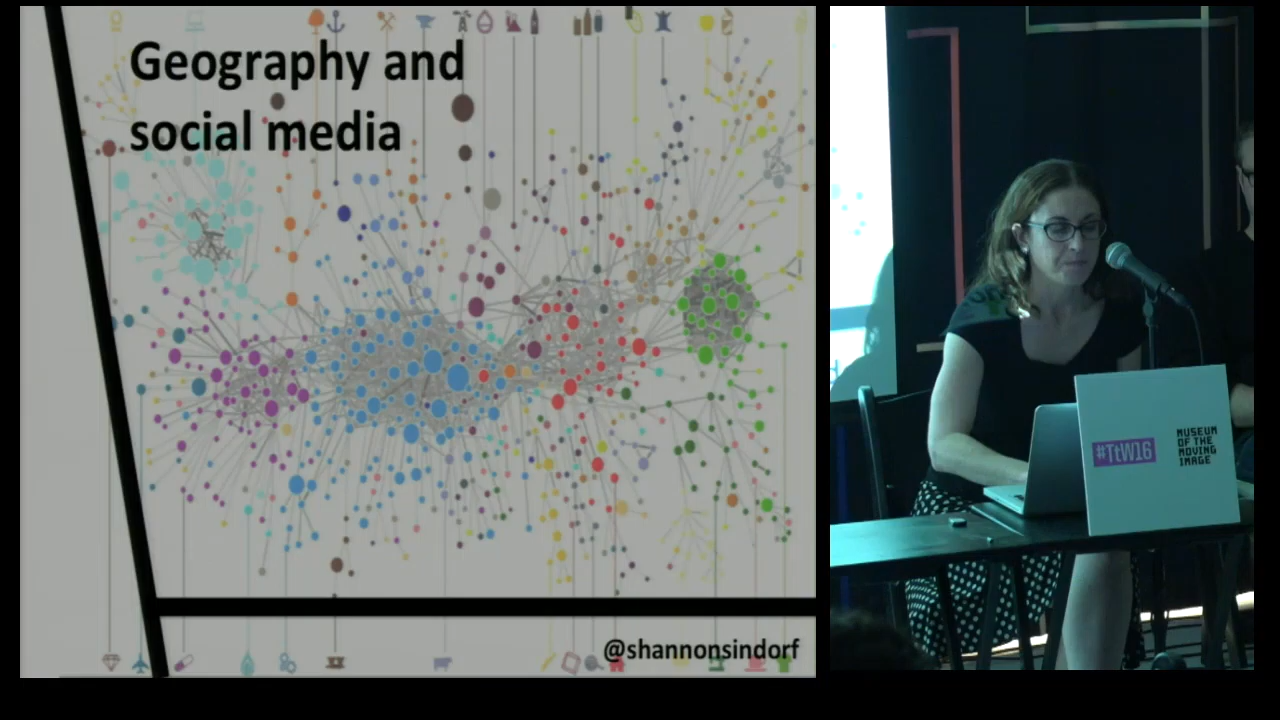 Geography and
social media
@shannonsindorf
#TtW16
MUSEUM
OF THE
MOVING
IMAGE